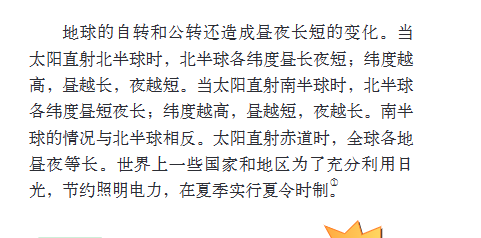 地球的自转和公转还造成昼夜长短的变化。当
太阳直射北半球时，北半球各纬度昼长夜短；纬度越
高，昼越长，夜越短。当太阳直射南半球时，北半球
各纬度昼短夜长；纬度越高，昼越短，夜越长。南半
球的情况与北半球相反。太阳直射赤道时，全球各地
昼夜等长。世界上一些国家和地区为了充分利用日
光，节约照明电力，在夏季实行夏令时制。①